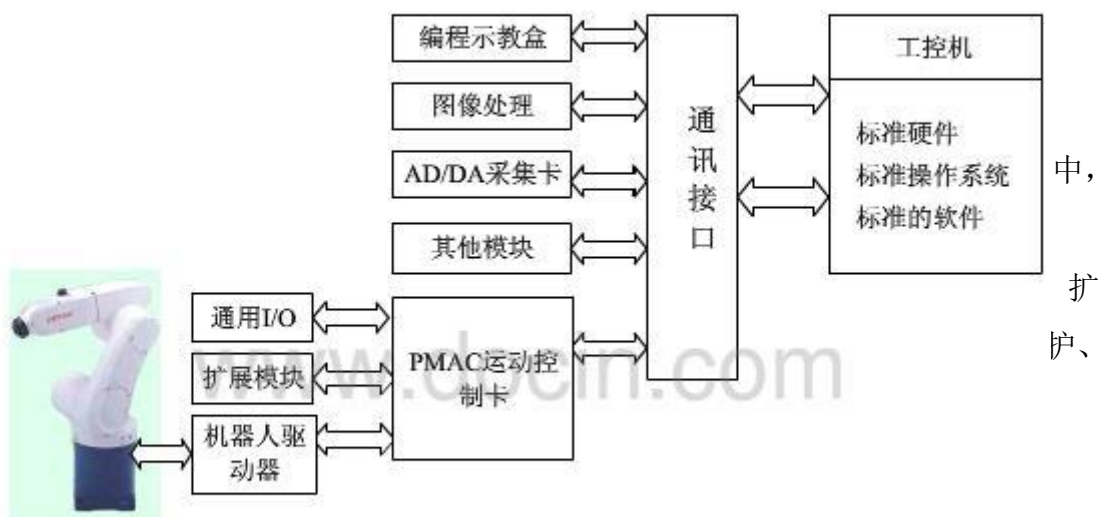 编程示教盒
图像处理
AD/DA采集卡
其他模块
通用I/O
扩展模块
机器人驱
动器
PMAC运动控
制卡
通
讯
接
口
工控机
标准硬件
标准操作系统
标准的软件
中,
扩
护、
www.docin.com